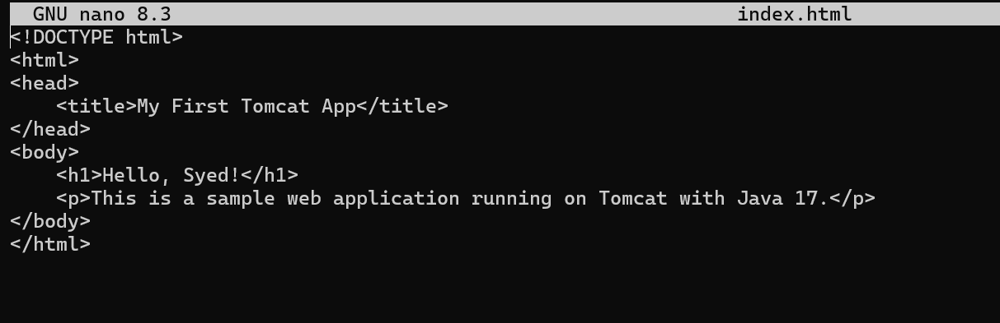 GNU nano 8.3 index.html
<!DOCTYPE html>
<html>
<head>
    <title>My First Tomcat App</title>
</head>
<body>
    <h1>Hello, Syed!</h1>
    <p>This is a sample web application running on Tomcat with Java 17.</p>
</body>
</html>